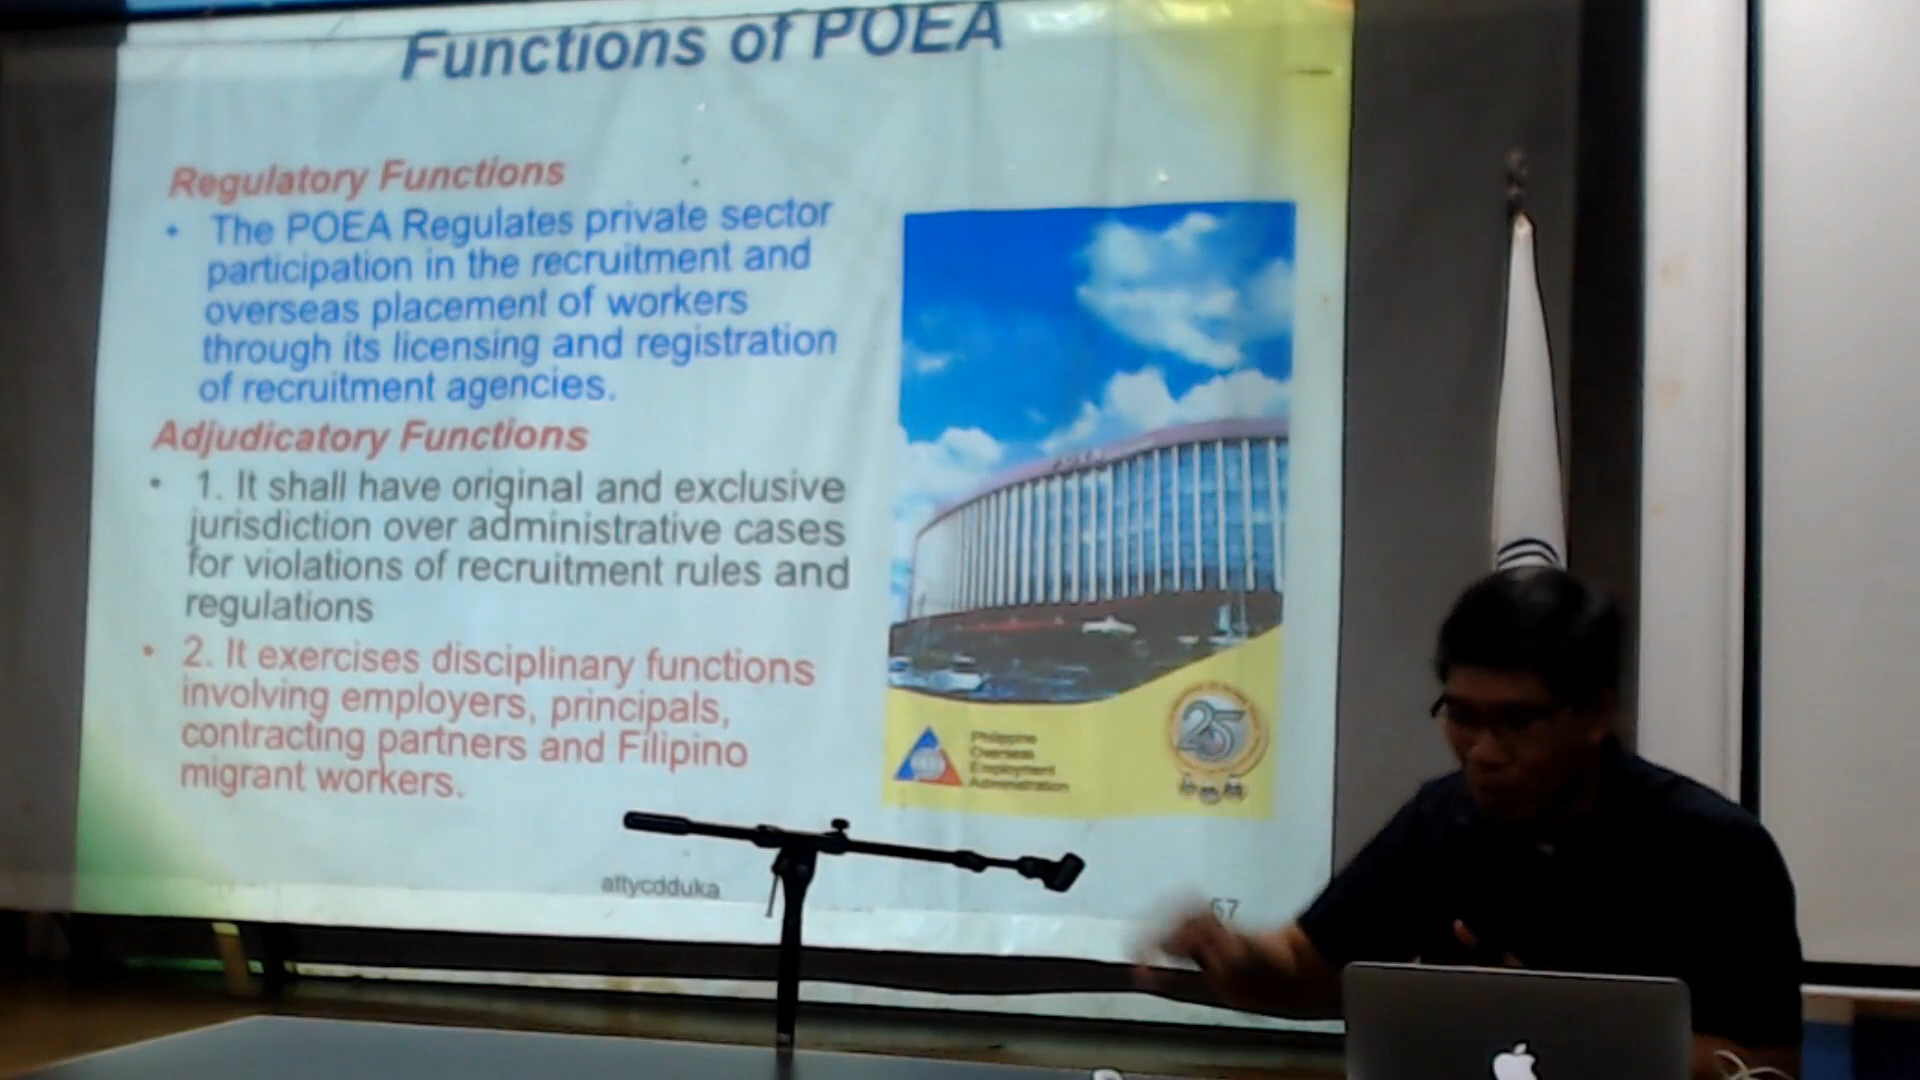 Functions of POEA
Regulatory Functions
• The POEA Regulates private sector
participation in the recruitment and
overseas placement of workers
through its licensing and registration
of recruitment agencies.
Adjudicatory Functions
• 1. It shall have original and exclusive
jurisdiction over administrative cases
for violations of recruitment rules and
regulations
• 2. It exercises disciplinary functions
involving employers, principals,
contracting partners and Filipino
migrant workers.
Philippine
Overseas
Employment
Administration
25
attycdduka
57